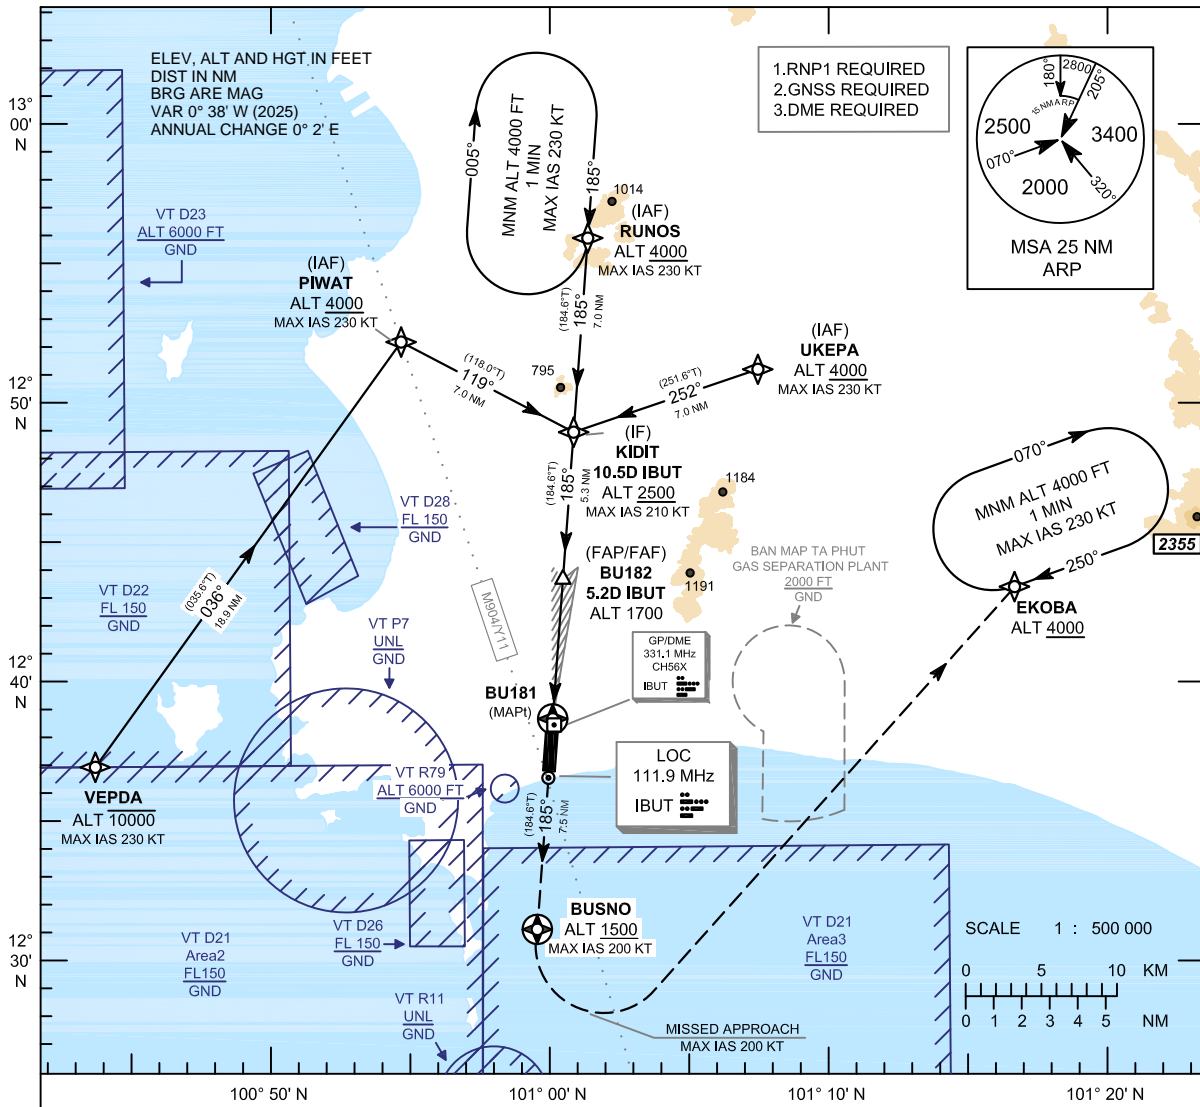 ELEV, ALT AND HGT IN FEET
DIST IN NM
BRG ARE MAG
VAR 0° 38' W (2025)
ANNUAL CHANGE 0° 2' E
1.RNP1 REQUIRED
2.GNSS REQUIRED
3.DME REQUIRED
180°
2800
205°
15 NM ARP
2500
3400
070°
2000
320°
MSA 25 NM
ARP
13°
00'
N
12°
50'
N
12°
40'
N
12°
30'
N
005°
MNM ALT 4000 FT
1 MIN
MAX IAS 230 KT
185°
1014
(IAF)
RUNOS
ALT 4000
MAX IAS 230 KT
VT D23
ALT 6000 FT
GND
(IAF)
PIWAT
ALT 4000
MAX IAS 230 KT
(184.6°T)
185°
7.0 NM
(IAF)
UKEPA
ALT 4000
MAX IAS 230 KT
(118.0°T)
119°
7.0 NM
795
(251.6°T)
252°
7.0 NM
(IF)
KIDIT
10.5D IBUT
ALT 2500
MAX IAS 210 KT
(184.6°T)
185°
5.3 NM
070°
MNM ALT 4000 FT
1 MIN
MAX IAS 230 KT
250°
EKOBA
ALT 4000
2355
1184
1191
VT D28
FL 150
GND
(FAP/FAF)
BU182
5.2D IBUT
ALT 1700
BAN MAP TA PHUT
GAS SEPARATION PLANT
2000 FT
GND
VT D22
FL 150
GND
(035.6°T)
036°
18.9 NM
M904/Y11
VT P7
UNL
GND
GP/DME
331.1 MHz
CH56X
IBUT
BU181
(MAPt)
LOC
111.9 MHz
IBUT
VT R79
ALT 6000 FT
GND
VEPDA
ALT 10000
MAX IAS 230 KT
(184.6°T)
185°
7.5 NM
BUSNO
ALT 1500
MAX IAS 200 KT
VT D26
FL 150
GND
VT D21
Area2
FL150
GND
VT D21
Area3
FL150
GND
VT R11
UNL
GND
MISSED APPROACH
MAX IAS 200 KT
SCALE 1 : 500 000
0 5 10 KM
0 1 2 3 4 5 NM
100° 50' E
101° 00' E
101° 10' E
101° 20' E